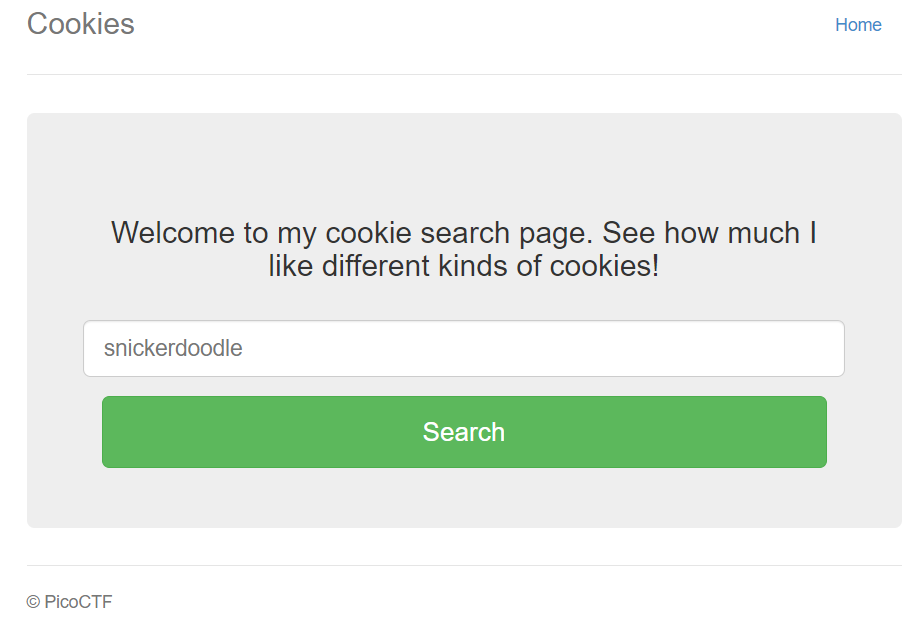 Cookies
Home
Welcome to my cookie search page. See how much I
like different kinds of cookies!
snickerdoodle
Search
© PicoCTF